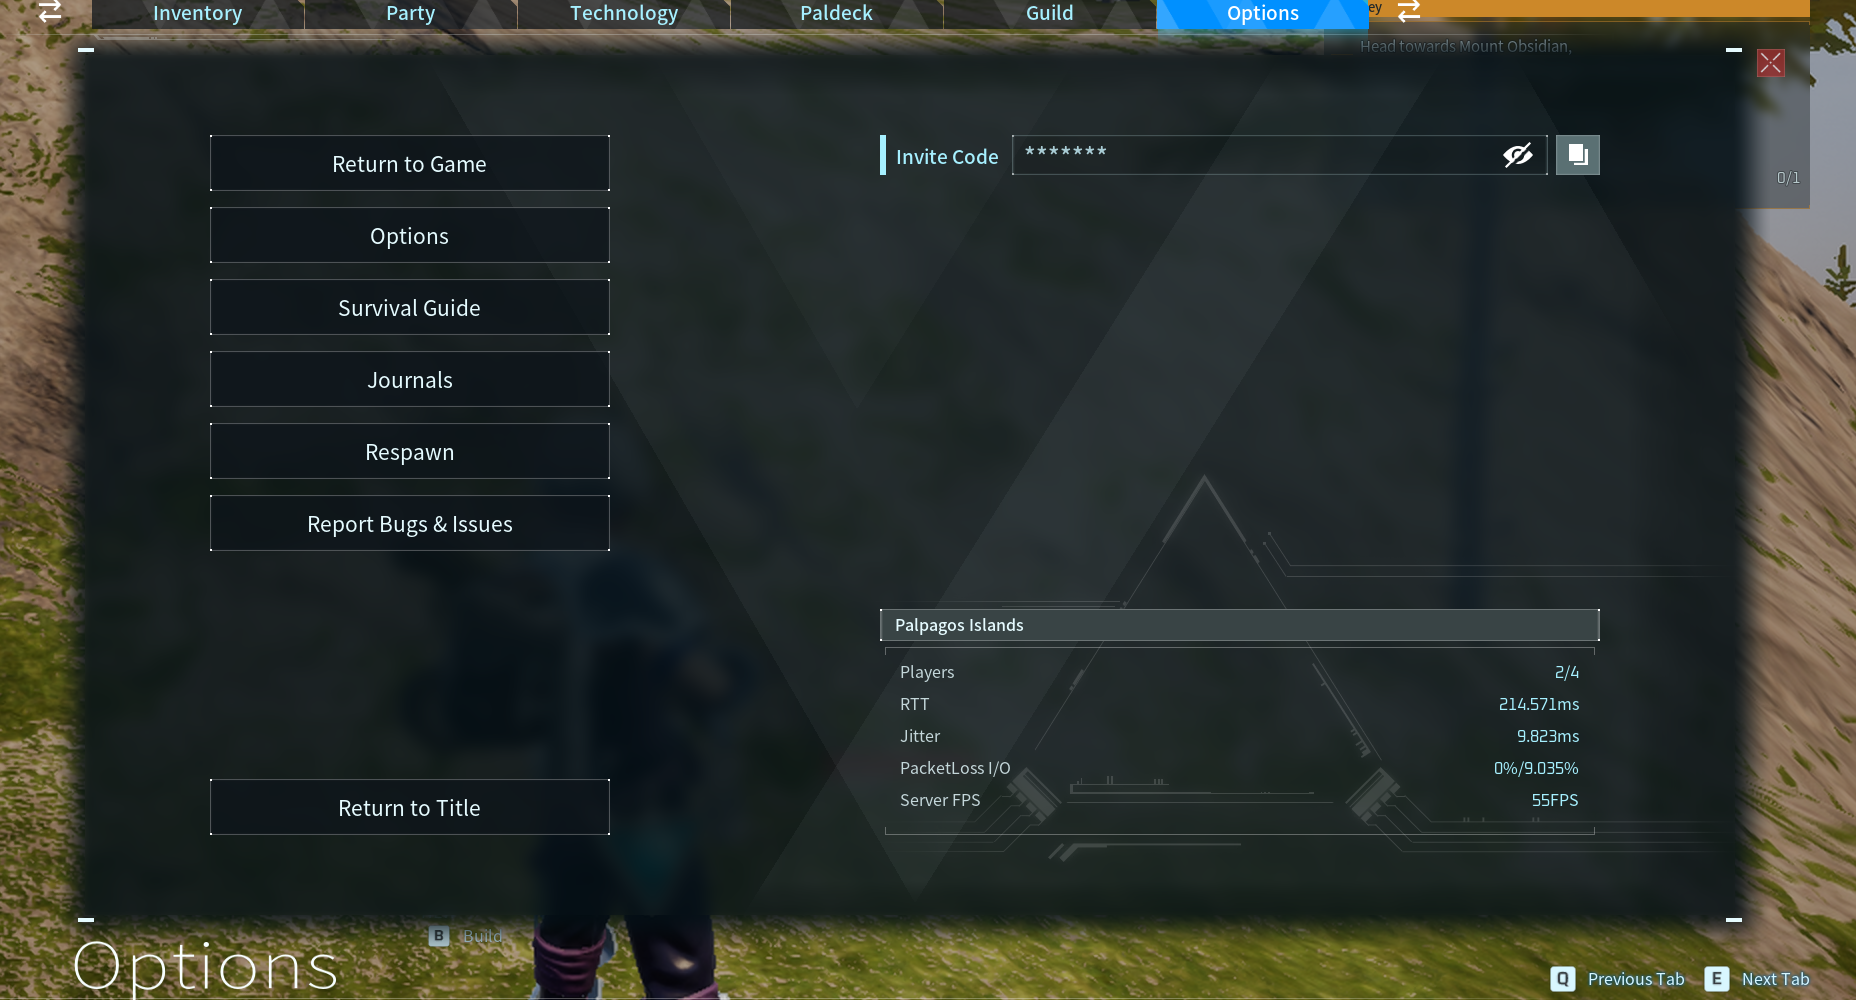 Inventory
Party
Technology
Paldeck
Guild
Options
ey
Head towards Mount Obsidian,
0/1
Return to Game
Options
Survival Guide
Journals
Respawn
Report Bugs & Issues
Return to Title
Invite Code *******
Palpagos Islands
Players 2/4
RTT 214.571ms
Jitter 9.823ms
PacketLoss I/O 0%/9.035%
Server FPS 55FPS
B Build
Options
Q Previous Tab E Next Tab